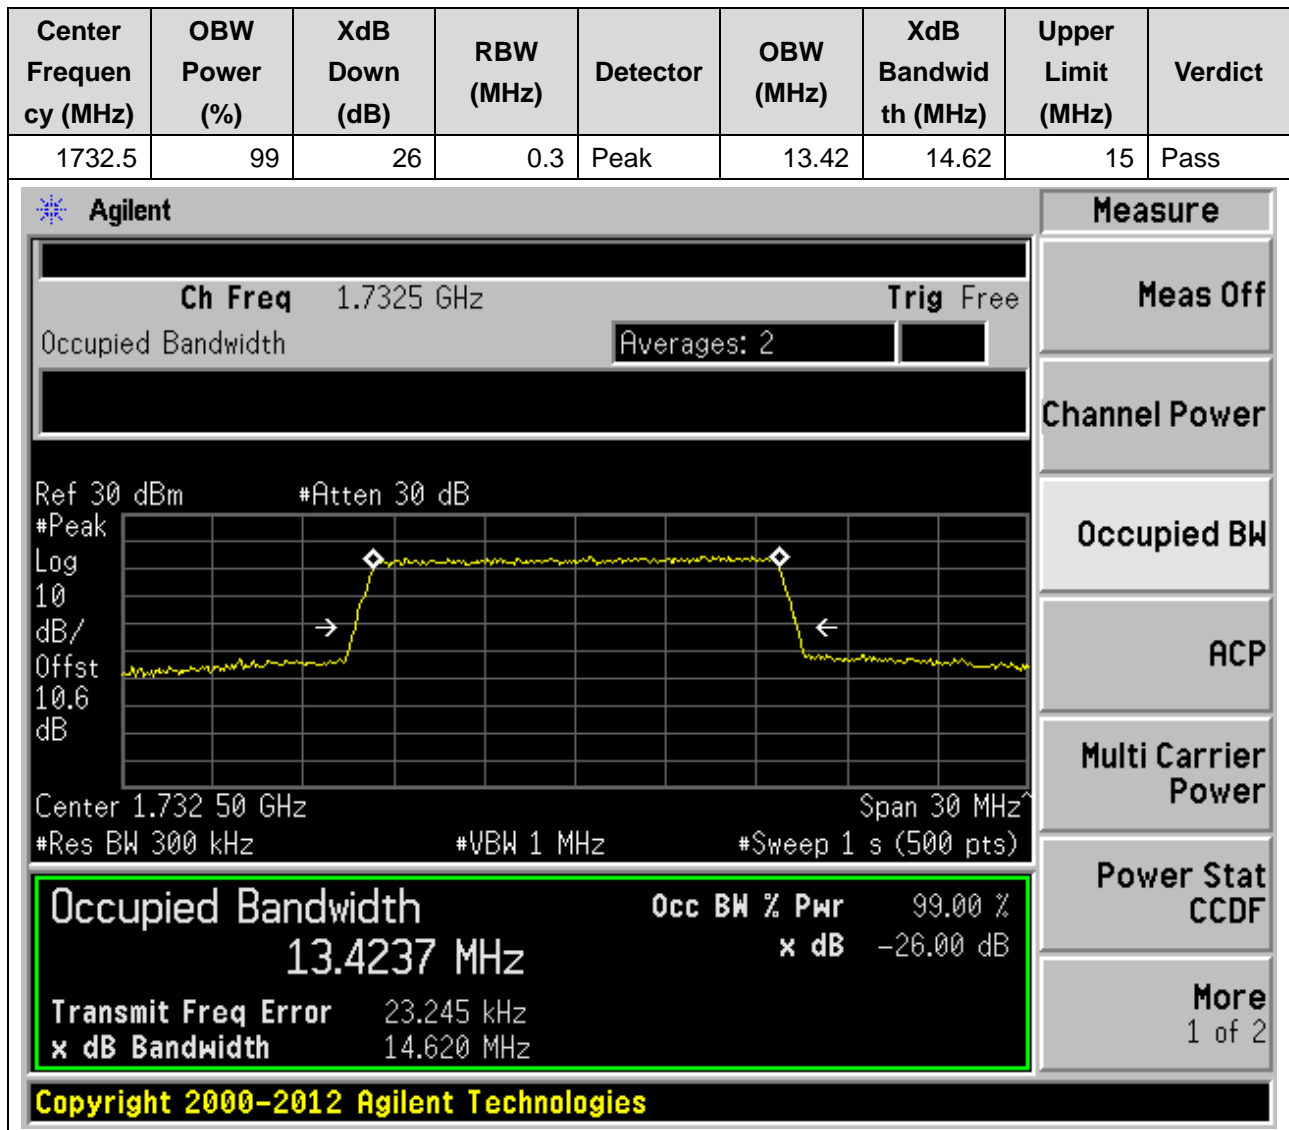 Center Frequen cy (MHz)
OBW Power (%)
XdB Down (dB)
RBW (MHz)
Detector
OBW (MHz)
XdB Bandwid th (MHz)
Upper Limit (MHz)
Verdict
1732.5 99 26 0.3 Peak 13.42 14.62 15 Pass
Agilent
Measure
Ch Freq 1.7325 GHz Trig Free
Occupied Bandwidth Averages: 2
Ref 30 dBm #Atten 30 dB
#Peak
Log
10
dB/
Offst
10.6
dB
Center 1.732 50 GHz Span 30 MHz^
#Res BW 300 kHz #VBW 1 MHz #Sweep 1 s (500 pts)
Occupied Bandwidth Occ BW % Pwr 99.00 %
13.4237 MHz x dB -26.00 dB
Transmit Freq Error 23.245 kHz
x dB Bandwidth 14.620 MHz
Meas Off
Channel Power
Occupied BW
ACP
Multi Carrier
Power
Power Stat
CCDF
More
1 of 2
Copyright 2000-2012 Agilent Technologies